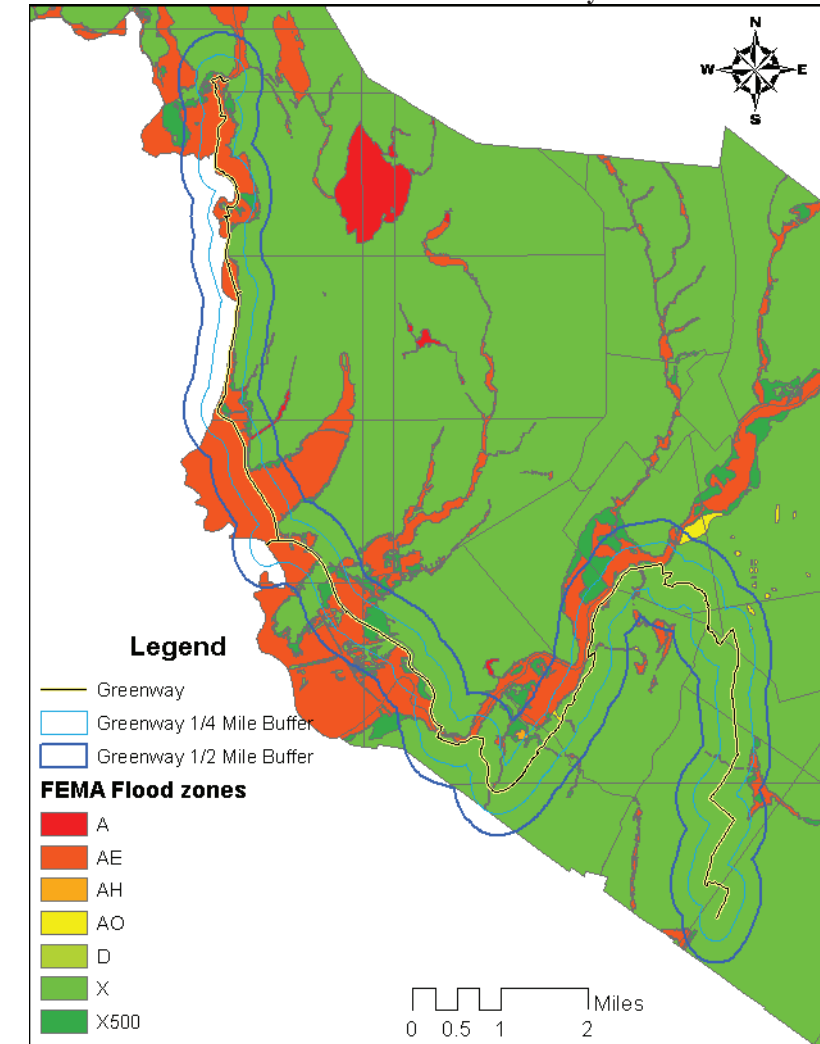 N
W E
S
Legend
Greenway
Greenway 1/4 Mile Buffer
Greenway 1/2 Mile Buffer
FEMA Flood zones
A
AE
AH
AO
D
X
X500
Miles
0 0.5 1 2